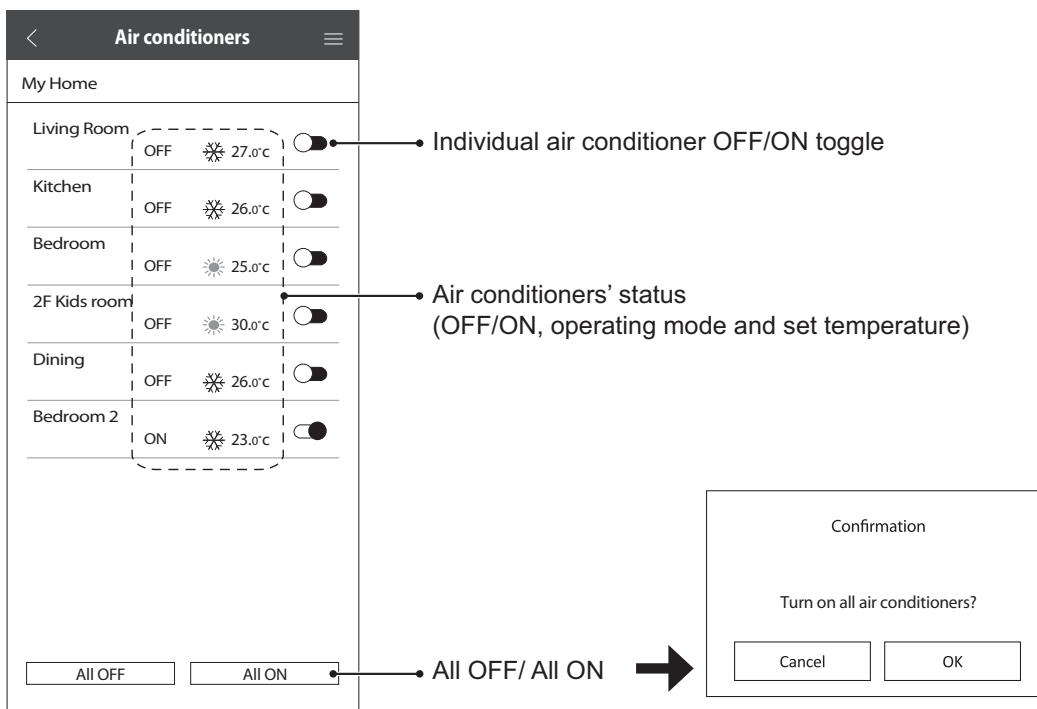 Air conditioners
My Home
Living Room
OFF 27.0°C
Individual air conditioner OFF/ON toggle
Kitchen
OFF 26.0°C
Bedroom
OFF 25.0°C
Air conditioners’ status
(OFF/ON, operating mode and set temperature)
2F Kids room
OFF 30.0°C
Dining
OFF 26.0°C
Bedroom 2
ON 23.0°C
All OFF All ON
All OFF/ All ON
Confirmation
Turn on all air conditioners?
Cancel OK